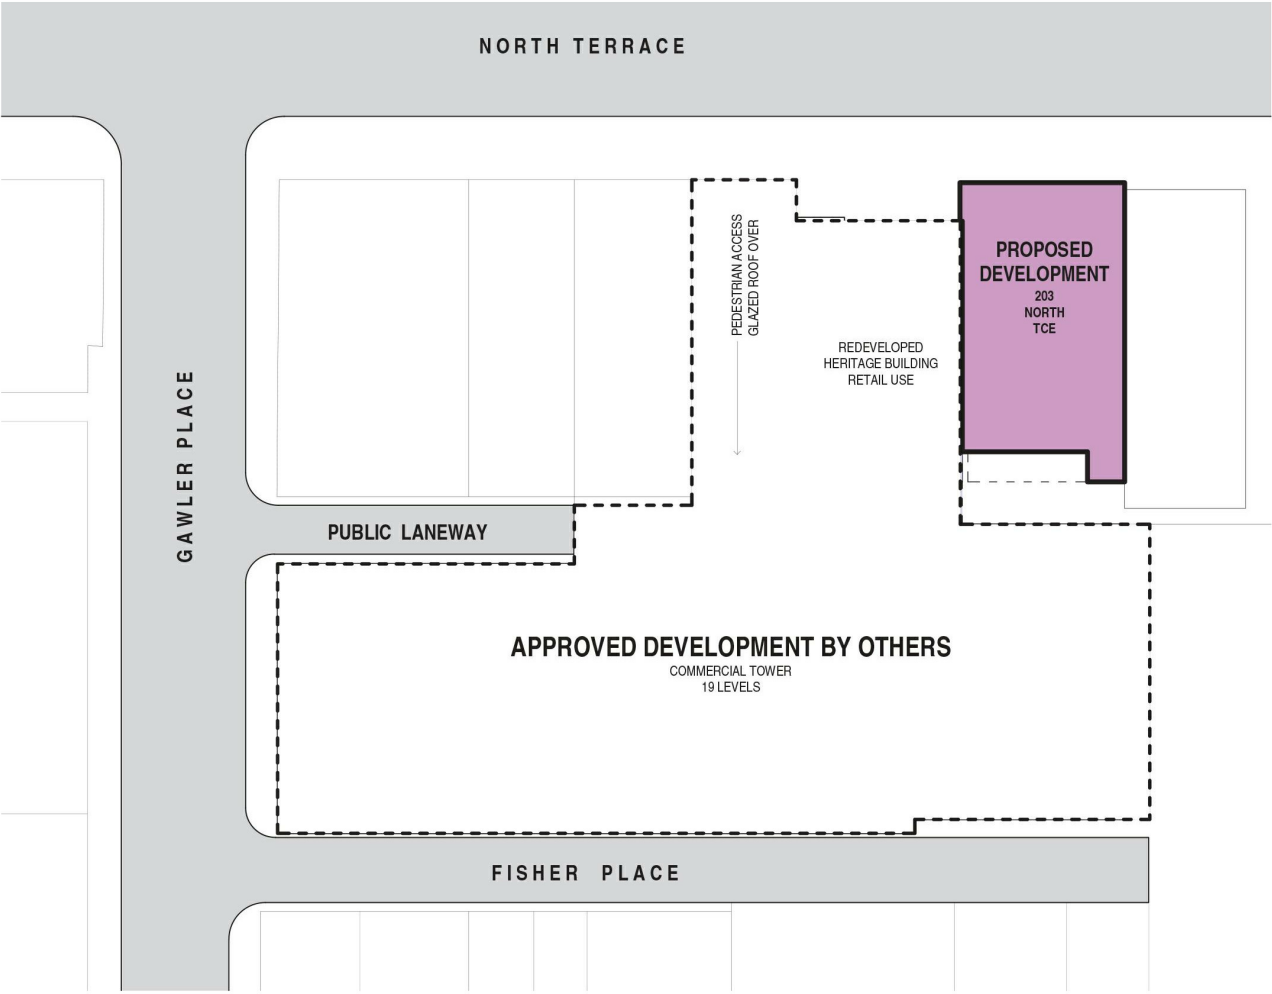 NORTH TERRACE
PEDESTRIAN ACCESS
GLAZED ROOF OVER
PROPOSED
DEVELOPMENT
203
NORTH
TCE
REDEVELOPED
HERITAGE BUILDING
RETAIL USE
GAWLER PLACE
PUBLIC LANEWAY
APPROVED DEVELOPMENT BY OTHERS
COMMERCIAL TOWER
19 LEVELS
FISHER PLACE